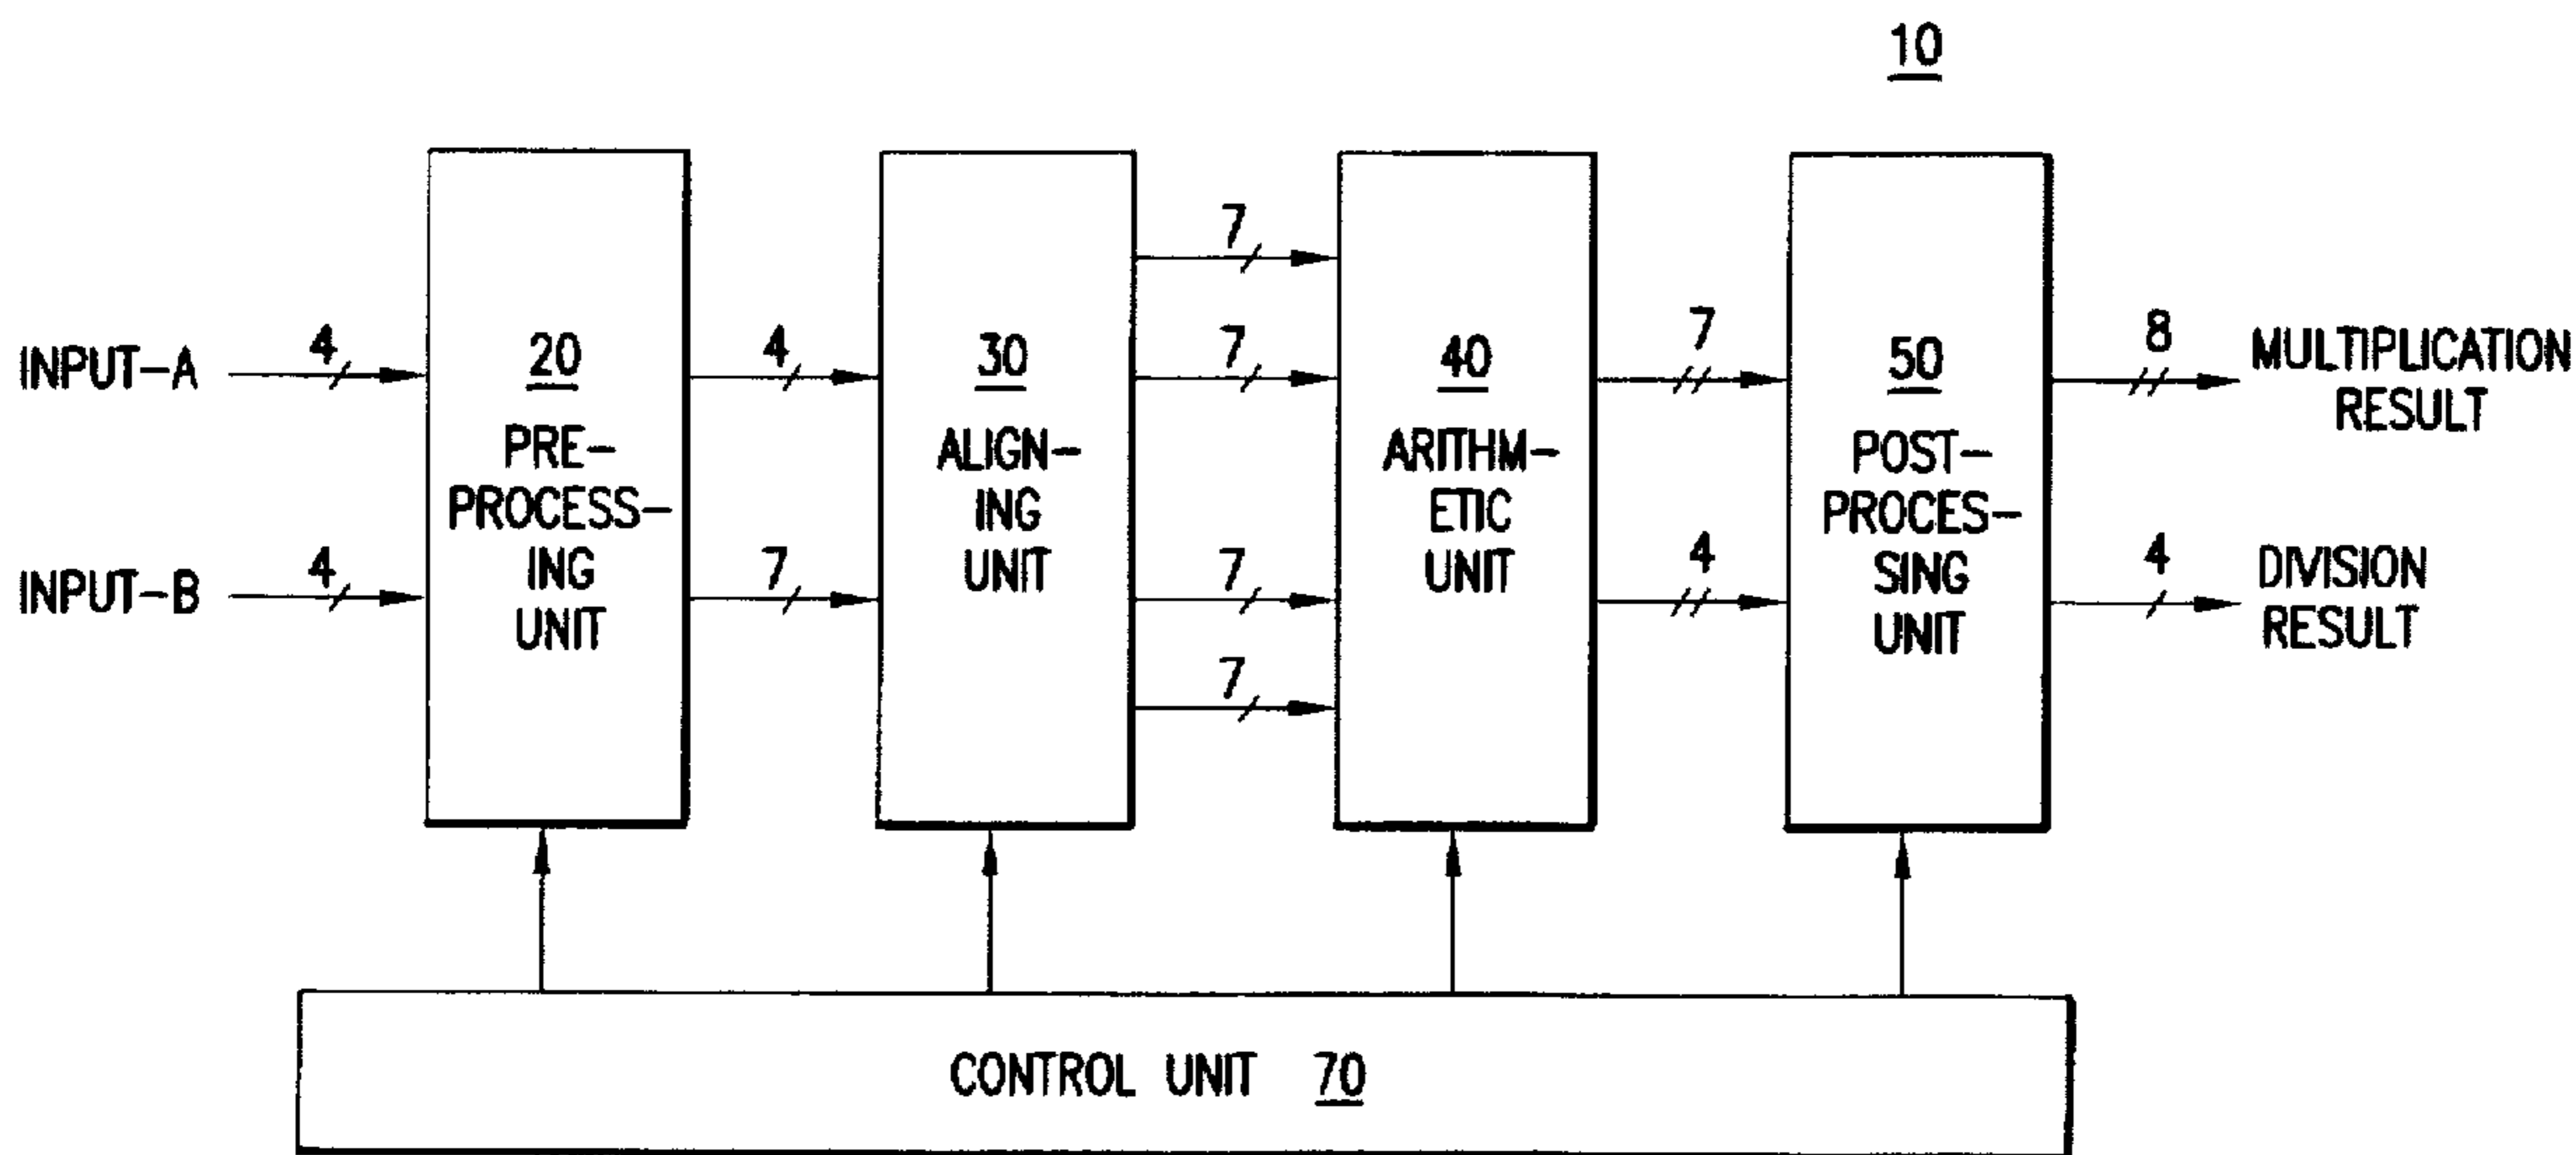 10
INPUT-A
4
INPUT-B
4
20
PRE-
PROCESS-
ING
UNIT
4
7
30
ALIGN-
ING
UNIT
7
7
7
7
40
ARITHM-
ETIC
UNIT
7
4
50
POST-
PROCES-
SING
UNIT
8
MULTIPLICATION
RESULT
4
DIVISION
RESULT
CONTROL UNIT 70